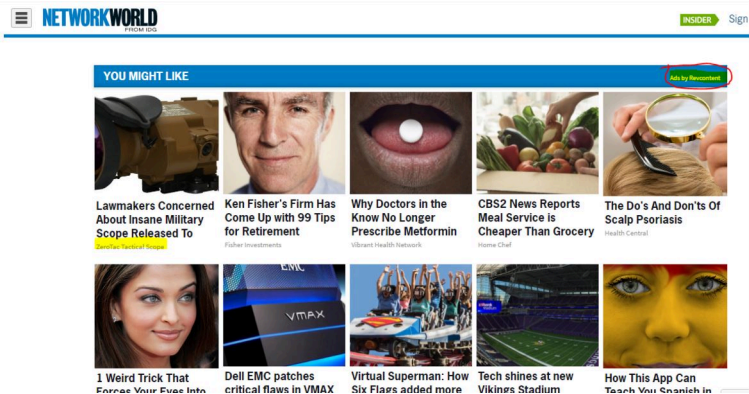 NETWORKWORLD
FROM IDG
INSIDER Sign
YOU MIGHT LIKE
Ads by Revcontent
Lawmakers Concerned
About Insane Military
Scope Released To
ZeroTac Tactical Scope
Ken Fisher's Firm Has
Come Up with 99 Tips
for Retirement
Fisher Investments
Why Doctors in the
Know No Longer
Prescribe Metformin
Vibrant Health Network
CBS2 News Reports
Meal Service is
Cheaper Than Grocery
Home Chef
The Do's And Don'ts Of
Scalp Psoriasis
Health Central
EMC
VMAX
1 Weird Trick That
Forces Your Eyes Into
Dell EMC patches
critical flaws in VMAX
Virtual Superman: How
Six Flags added more
Tech shines at new
Vikings Stadium
How This App Can
Teach You Spanish in